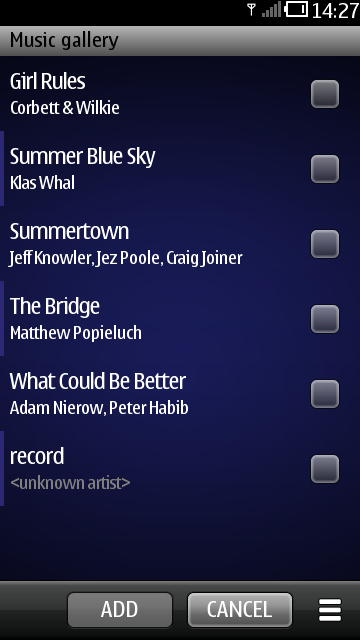 14:27
Music gallery
Girl Rules
Corbett & Wilkie
Summer Blue Sky
Klas Whal
Summertown
Jeff Knowler, Jez Poole, Craig Joiner
The Bridge
Matthew Popieluch
What Could Be Better
Adam Nierow, Peter Habib
record
<unknown artist>
ADD CANCEL